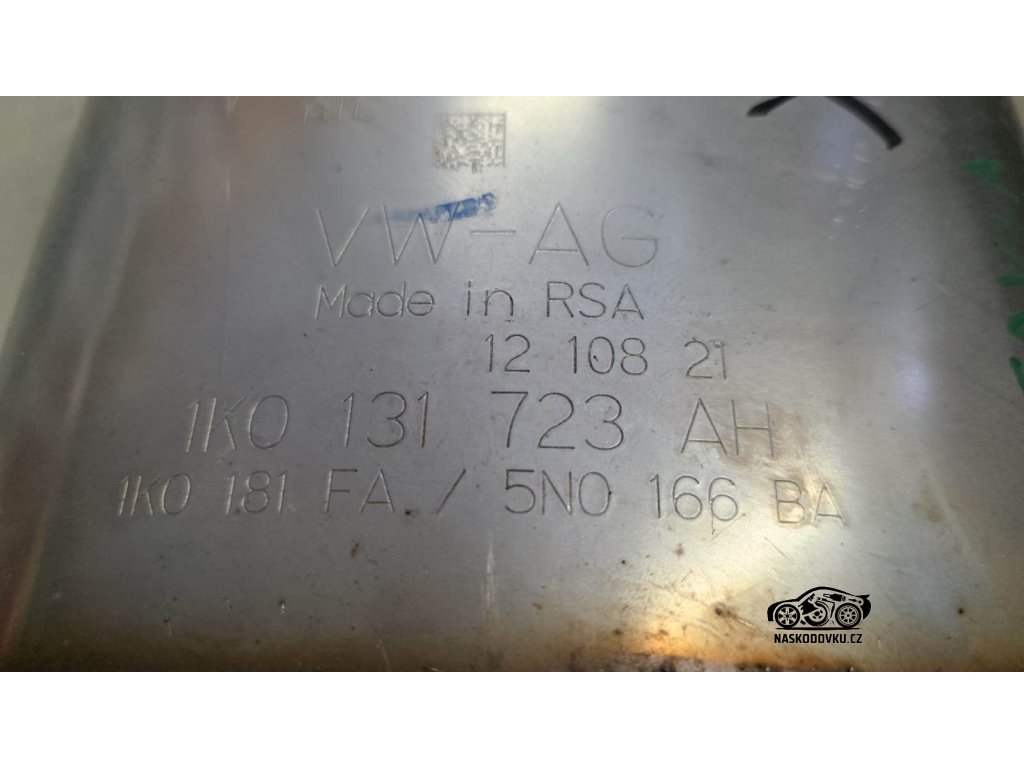 VW-AG
Made in RSA
12 108 21
1K0 131 723 AH
1K0 181 FA / 5N0 166 BA
NASKODOVKU.CZ